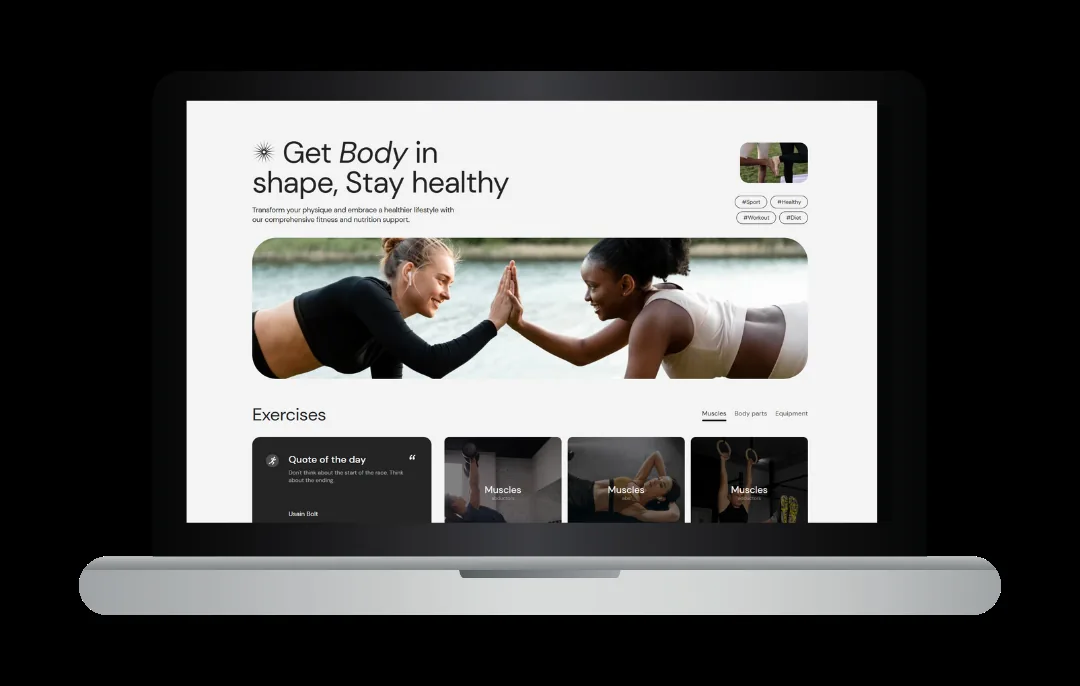 Get Body in
shape, Stay healthy
Transform your physique and embrace a healthier lifestyle with
our comprehensive fitness and nutrition support.
#Sport #Healthy
#Workout #Diet
Exercises
Muscles Body parts Equipment
Quote of the day “
Don't think about the start of the race. Think
about the ending.
Usain Bolt
Muscles
Muscles
Muscles